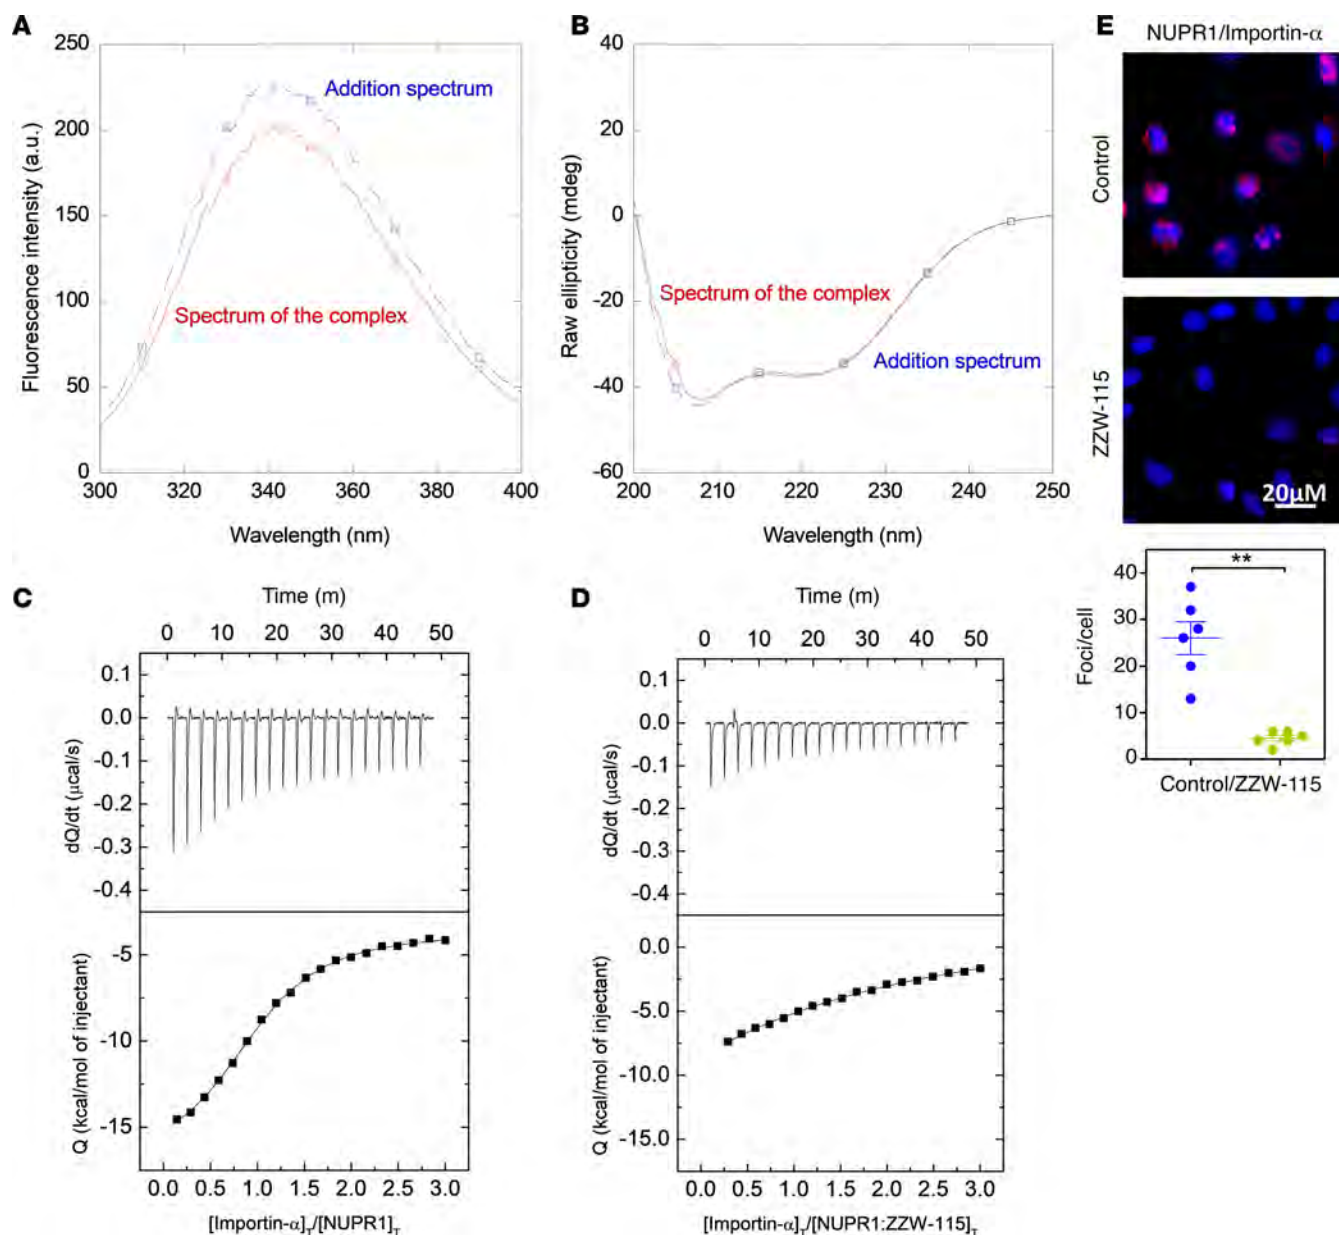 A
250
200
150
100
50
0
Fluorescence intensity (a.u.)
Addition spectrum
Spectrum of the complex
300 320 340 360 380 400
Wavelength (nm)
B
40
20
0
-20
-40
-60
Raw ellipticity (mdeg)
Spectrum of the complex
Addition spectrum
200 210 220 230 240 250
Wavelength (nm)
C
Time (m)
0 10 20 30 40 50
0.1
0.0
-0.1
-0.2
-0.3
-0.4
dQ/dt (μcal/s)
-5
-10
-15
Q (kcal/mol of injectant)
0.0 0.5 1.0 1.5 2.0 2.5 3.0
[Importin-α]T/[NUPR1]T
D
Time (m)
0 10 20 30 40 50
0.1
0.0
-0.1
-0.2
-0.3
-0.4
dQ/dt (μcal/s)
0.0
-5.0
-10.0
-15.0
Q (kcal/mol of injectant)
0.0 0.5 1.0 1.5 2.0 2.5 3.0
[Importin-α]T/[NUPR1:ZZW-115]T
E
NUPR1/Importin-α
Control
ZZW-115
20μM
**
40
30
20
10
0
Foci/cell
Control/ZZW-115